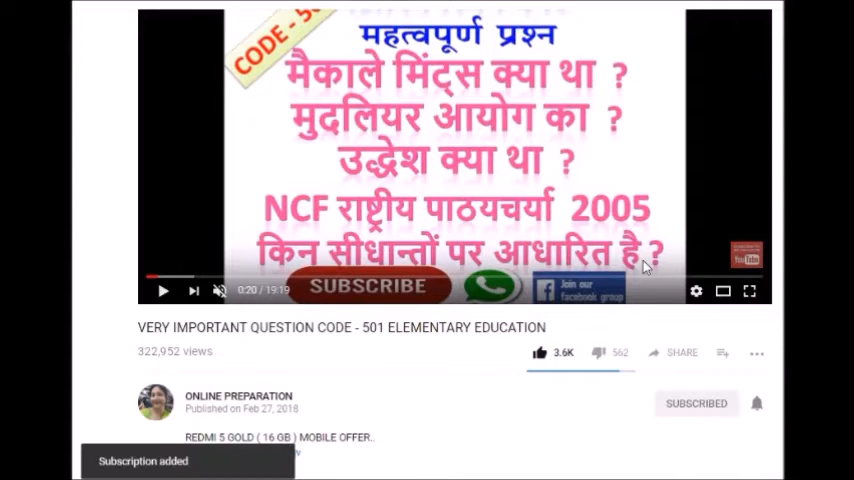 CODE - 50
महत्वपूर्ण प्रश्न
मैकाले मिंट्स क्या था ?
मुदलियर आयोग का ?
उद्धेश क्या था ?
NCF राष्ट्रीय पाठयचर्या 2005
किन सीधान्तों पर आधारित है ?
YouTube
SUBSCRIBE
Join our
facebook group
0:20 / 19:19
VERY IMPORTANT QUESTION CODE - 501 ELEMENTARY EDUCATION
322,952 views
3.6K
562
SHARE
ONLINE PREPARATION
Published on Feb 27, 2018
SUBSCRIBED
REDMI 5 GOLD ( 16 GB ) MOBILE OFFER..
Subscription added